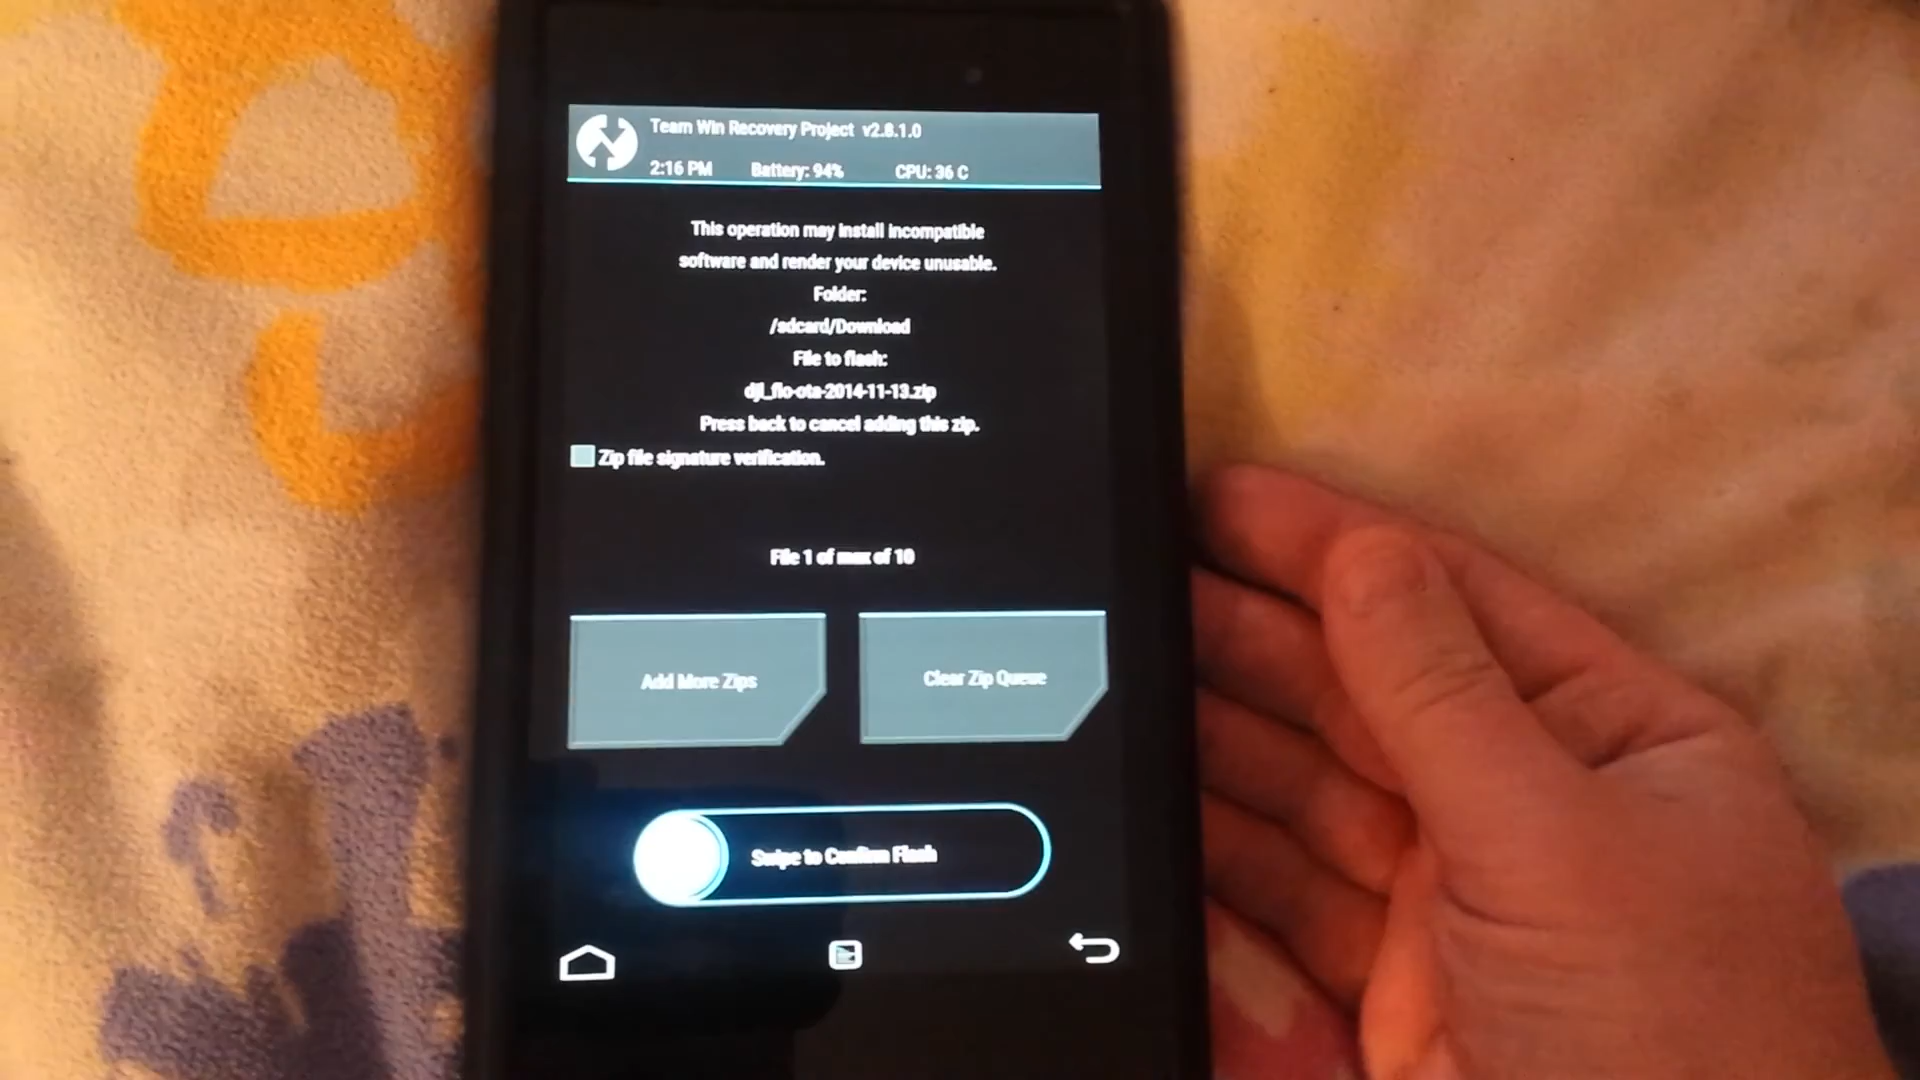 Team Win Recovery Project v2.8.1.0
2:16 PM Battery: 94% CPU: 36 C
This operation may install incompatible
software and render your device unusable.
Folder:
/sdcard/Download
File to flash:
djl_flo-ota-2014-11-13.zip
Press back to cancel adding this zip.
Zip file signature verification.
File 1 of max of 10
Add More Zips
Clear Zip Queue
Swipe to Confirm Flash